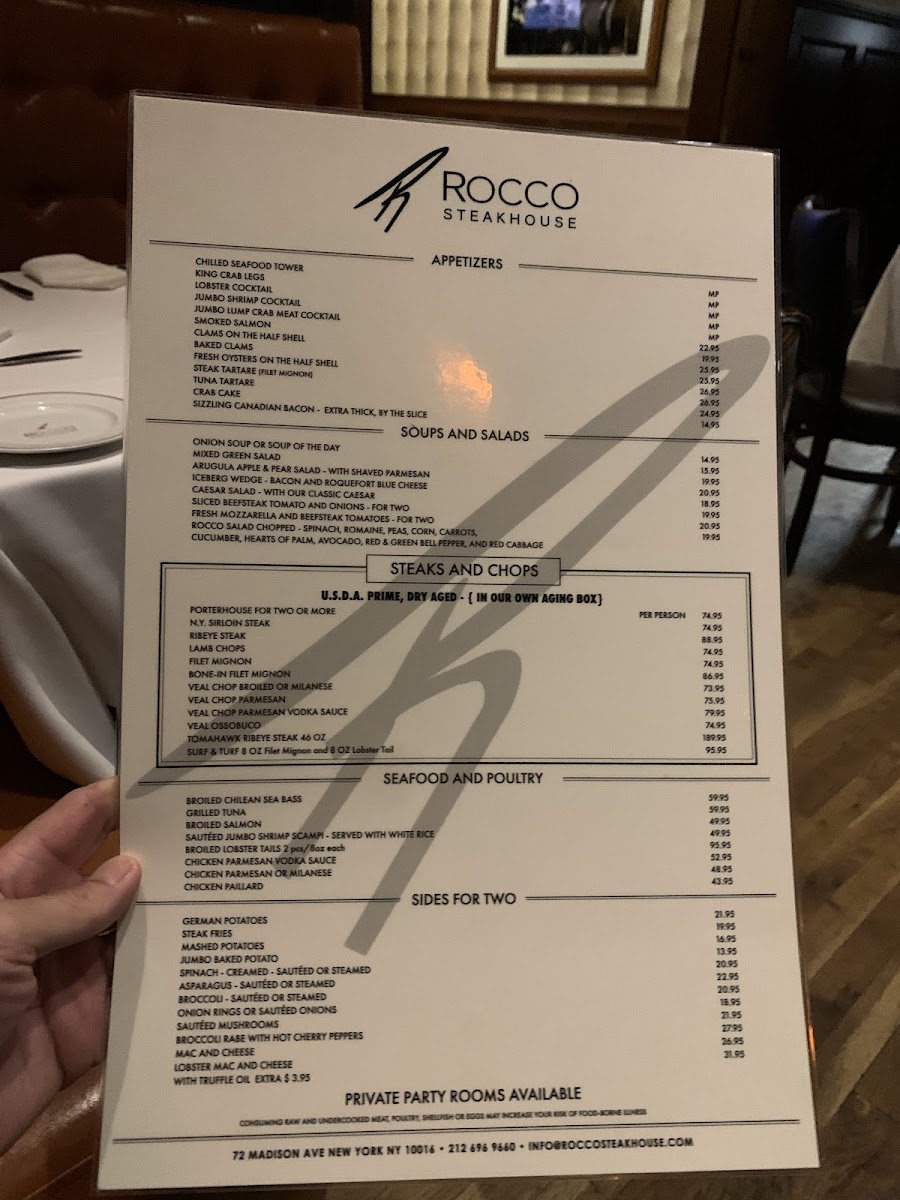 ROCCO
STEAKHOUSE
APPETIZERS
CHILLED SEAFOOD TOWER MP
KING CRAB LEGS MP
LOBSTER COCKTAIL MP
JUMBO SHRIMP COCKTAIL MP
JUMBO LUMP CRAB MEAT COCKTAIL MP
SMOKED SALMON 22.95
CLAMS ON THE HALF SHELL 19.95
BAKED CLAMS 25.95
FRESH OYSTERS ON THE HALF SHELL 25.95
STEAK TARTARE (FILET MIGNON) 26.95
TUNA TARTARE 26.95
CRAB CAKE 24.95
SIZZLING CANADIAN BACON - EXTRA THICK, BY THE SLICE 14.95
SOUPS AND SALADS
ONION SOUP OR SOUP OF THE DAY 14.95
MIXED GREEN SALAD 15.95
ARUGULA APPLE & PEAR SALAD - WITH SHAVED PARMESAN 19.95
ICEBERG WEDGE - BACON AND ROQUEFORT BLUE CHEESE 20.95
CAESAR SALAD - WITH OUR CLASSIC CAESAR 18.95
SLICED BEEFSTEAK TOMATO AND ONIONS - FOR TWO 19.95
FRESH MOZZARELLA AND BEEFSTEAK TOMATOES - FOR TWO 20.95
ROCCO SALAD CHOPPED - SPINACH, ROMAINE, PEAS, CORN, CARROTS, 19.95
CUCUMBER, HEARTS OF PALM, AVOCADO, RED & GREEN BELL PEPPER, AND RED CABBAGE
STEAKS AND CHOPS
U.S.D.A. PRIME, DRY AGED - { IN OUR OWN AGING BOX}
PORTERHOUSE FOR TWO OR MORE PER PERSON 74.95
N.Y. SIRLOIN STEAK 74.95
RIBEYE STEAK 88.95
LAMB CHOPS 74.95
FILET MIGNON 74.95
BONE-IN FILET MIGNON 86.95
VEAL CHOP BROILED OR MILANESE 73.95
VEAL CHOP PARMESAN 75.95
VEAL CHOP PARMESAN VODKA SAUCE 79.95
VEAL OSSOBUCO 74.95
TOMAHAWK RIBEYE STEAK 46 OZ 189.95
SURF & TURF 8 OZ Filet Mignon and 8 OZ Lobster Tail 95.95
SEAFOOD AND POULTRY
BROILED CHILEAN SEA BASS 59.95
GRILLED TUNA 59.95
BROILED SALMON 49.95
SAUTÉED JUMBO SHRIMP SCAMPI - SERVED WITH WHITE RICE 49.95
BROILED LOBSTER TAILS 2 pcs/8oz each 95.95
CHICKEN PARMESAN VODKA SAUCE 52.95
CHICKEN PARMESAN OR MILANESE 48.95
CHICKEN PAILLARD 43.95
SIDES FOR TWO
GERMAN POTATOES 21.95
STEAK FRIES 19.95
MASHED POTATOES 16.95
JUMBO BAKED POTATO 13.95
SPINACH - CREAMED - SAUTÉED OR STEAMED 20.95
ASPARAGUS - SAUTÉED OR STEAMED 22.95
BROCCOLI - SAUTÉED OR STEAMED 20.95
ONION RINGS OR SAUTÉED ONIONS 18.95
SAUTÉED MUSHROOMS 21.95
BROCCOLI RABE WITH HOT CHERRY PEPPERS 27.95
MAC AND CHEESE 26.95
LOBSTER MAC AND CHEESE 31.95
WITH TRUFFLE OIL EXTRA $ 3.95
PRIVATE PARTY ROOMS AVAILABLE
CONSUMING RAW AND UNDERCOOKED MEAT, POULTRY, SHELLFISH OR EGGS MAY INCREASE YOUR RISK OF FOOD-BORNE ILLNESS
72 MADISON AVE NEW YORK NY 10016 • 212 696 9660 • INFO@ROCCOSTEAKHOUSE.COM